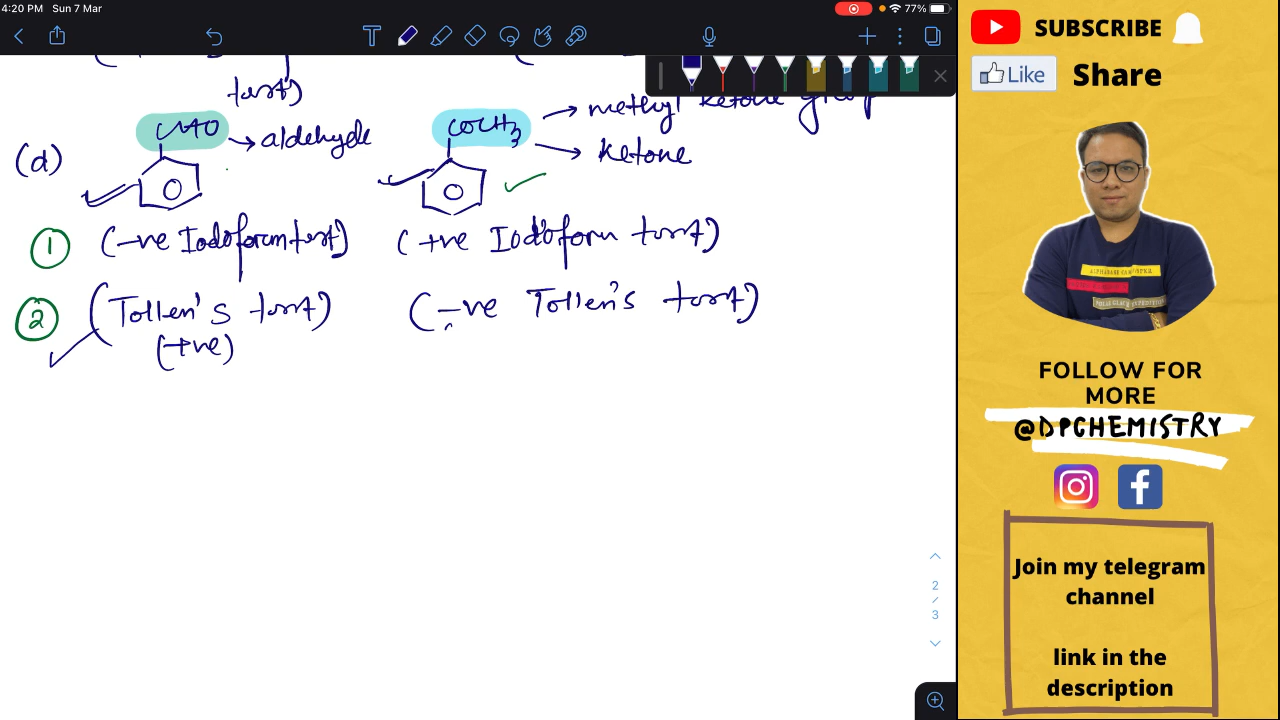 4:20 PM Sun 7 Mar
77%
test)
methyl ketone group
(d)
CHO → aldehyde
COCH3
→ ketone
1 (-ve Iodoform test) (+ve Iodoform test)
2 (Tollen's test) (-ve Tollen's test)
(+ve)
2
/
3
SUBSCRIBE
Like Share
FOLLOW FOR
MORE
@DPCHEMISTRY
Join my telegram
channel
link in the
description